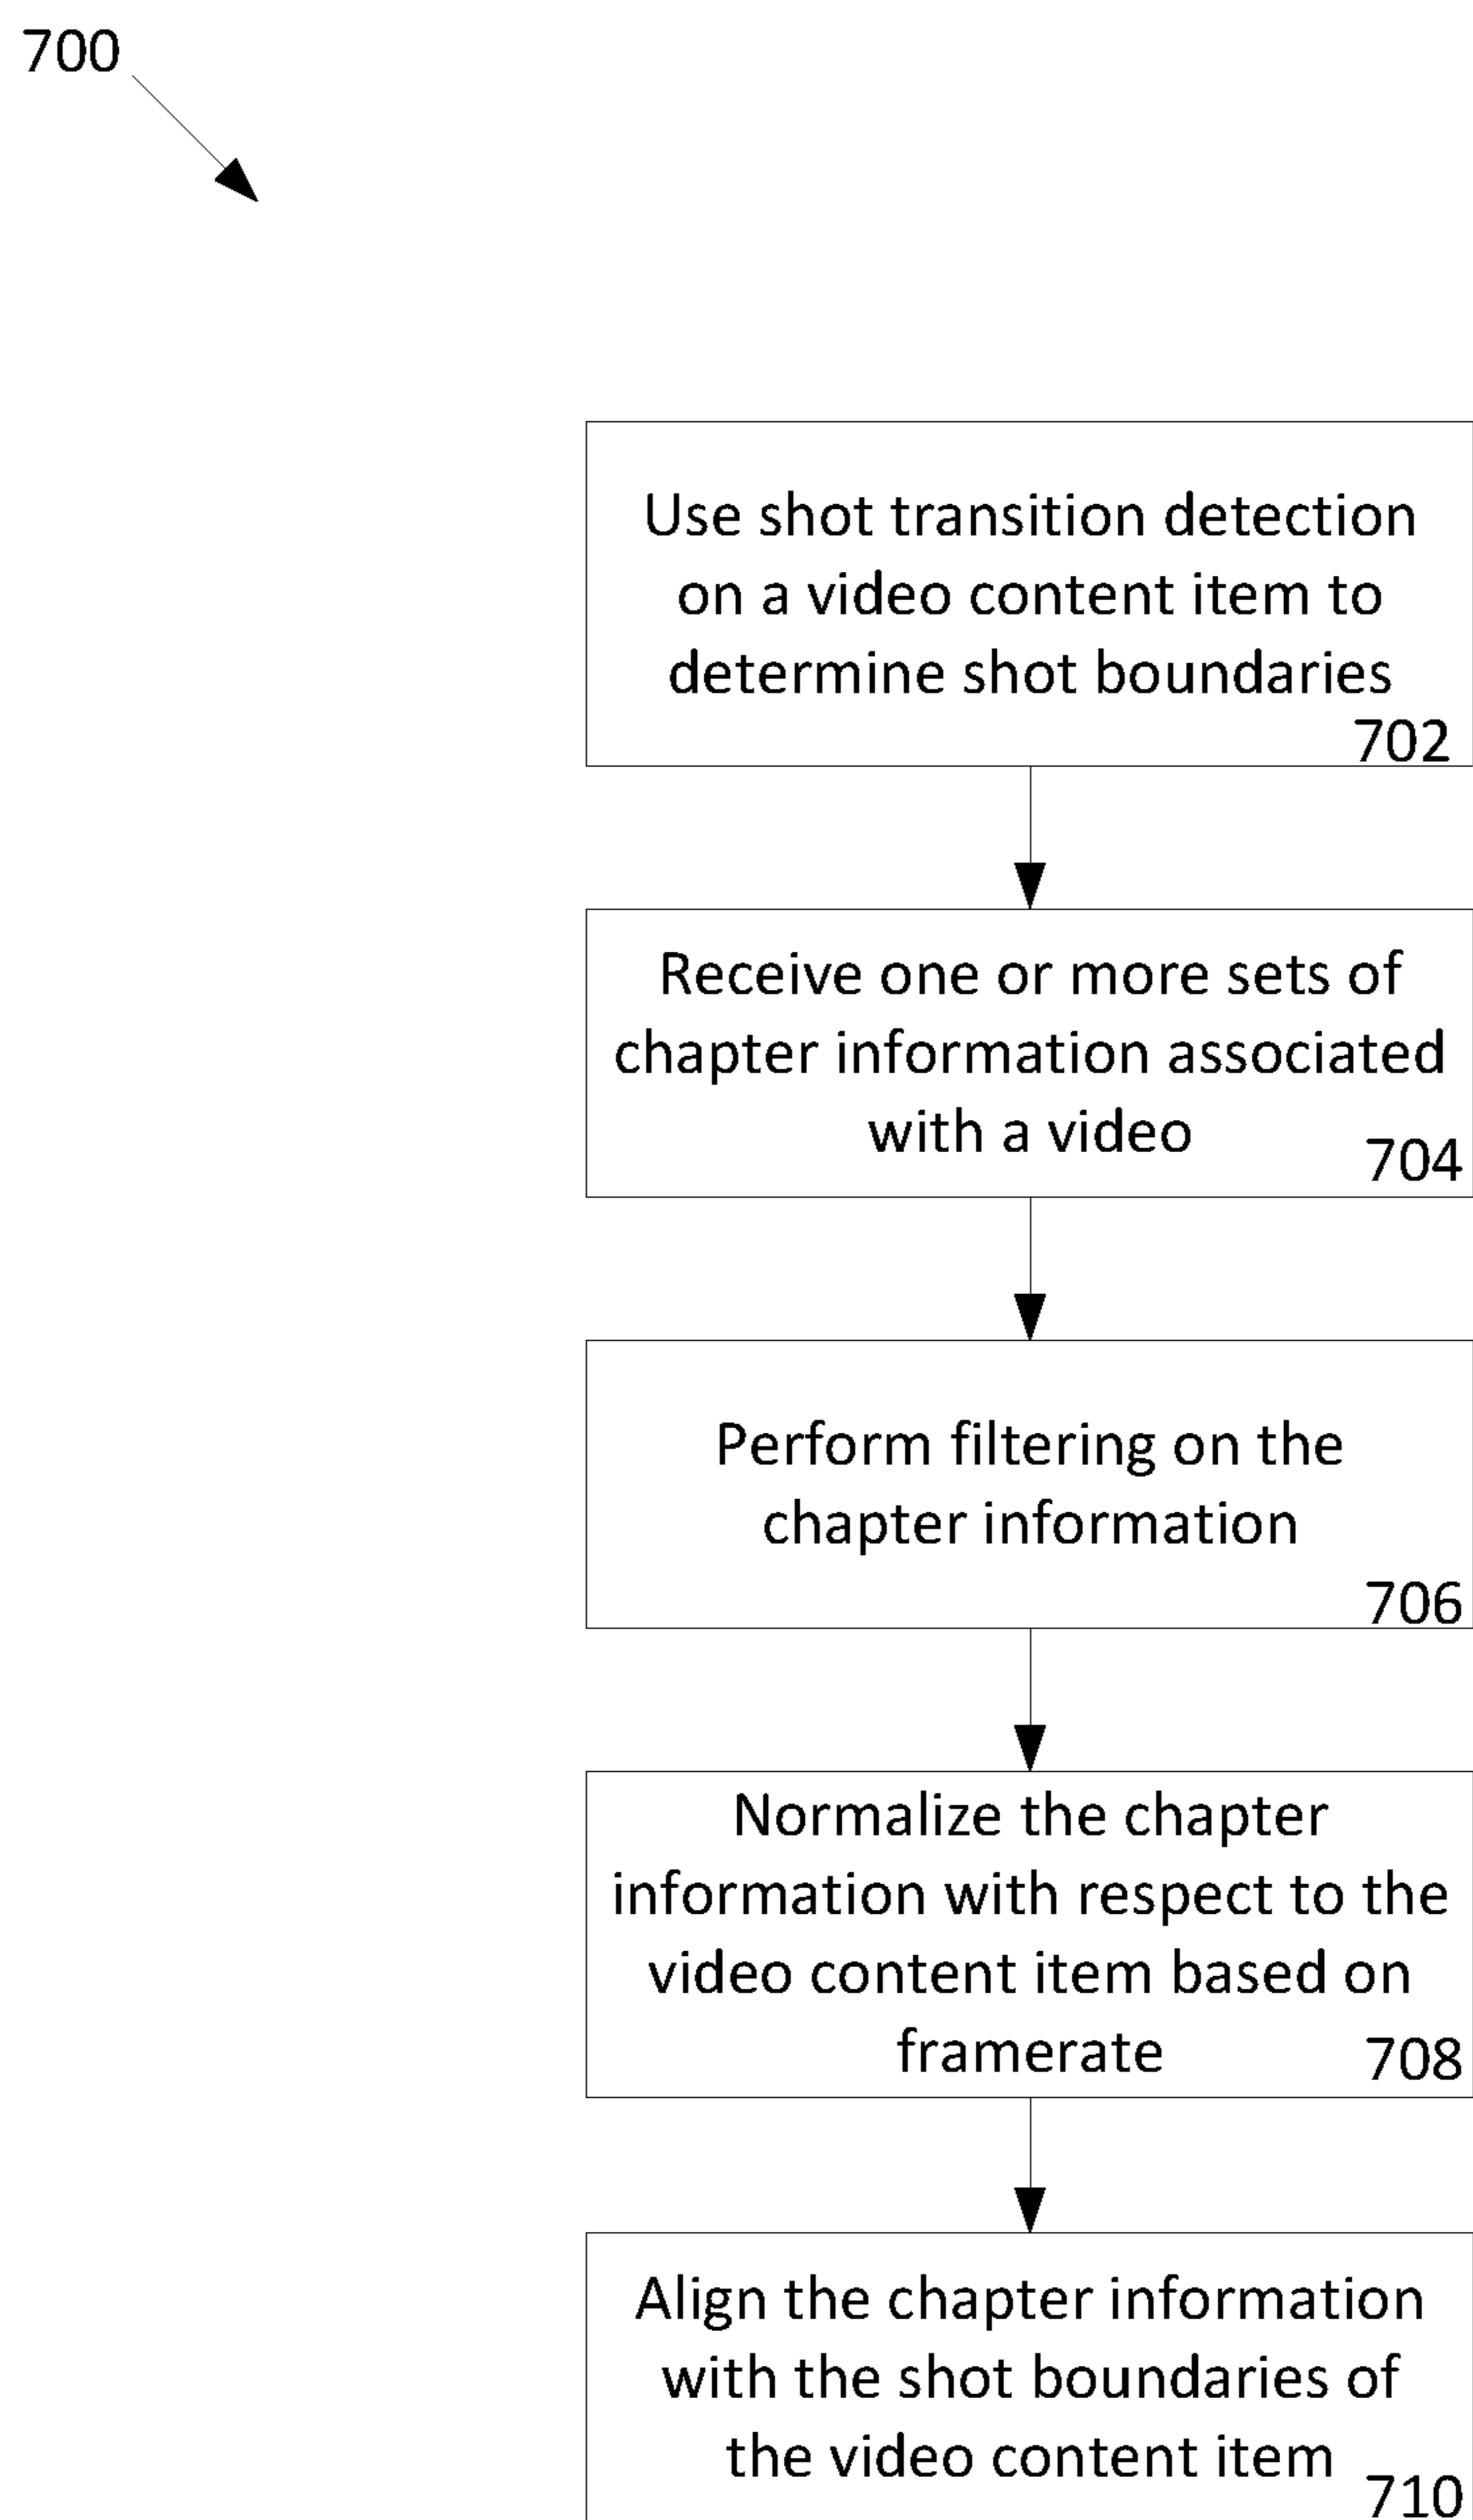 700
Use shot transition detection
on a video content item to
determine shot boundaries
702
Receive one or more sets of
chapter information associated
with a video
704
Perform filtering on the
chapter information
706
Normalize the chapter
information with respect to the
video content item based on
framerate
708
Align the chapter information
with the shot boundaries of
the video content item
710